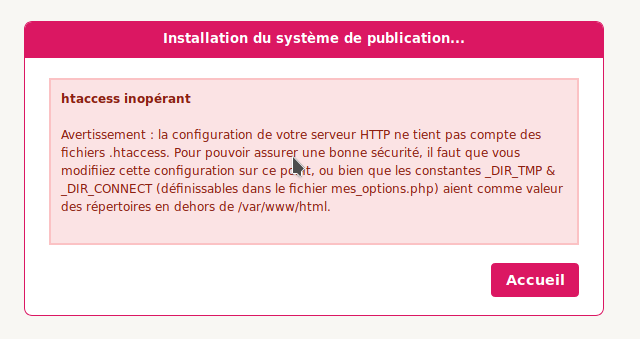 Installation du système de publication...
htaccess inopérant
Avertissement : la configuration de votre serveur HTTP ne tient pas compte des
fichiers .htaccess. Pour pouvoir assurer une bonne sécurité, il faut que vous
modifiiez cette configuration sur ce point, ou bien que les constantes _DIR_TMP &
_DIR_CONNECT (définissables dans le fichier mes_options.php) aient comme valeur
des répertoires en dehors de /var/www/html.
Accueil